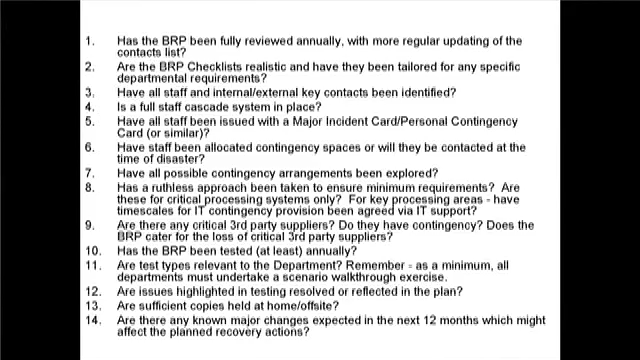 1. Has the BRP been fully reviewed annually, with more regular updating of the
contacts list?
2. Are the BRP Checklists realistic and have they been tailored for any specific
departmental requirements?
3. Have all staff and internal/external key contacts been identified?
4. Is a full staff cascade system in place?
5. Have all staff been issued with a Major Incident Card/Personal Contingency
Card (or similar)?
6. Have staff been allocated contingency spaces or will they be contacted at the
time of disaster?
7. Have all possible contingency arrangements been explored?
8. Has a ruthless approach been taken to ensure minimum requirements? Are
these for critical processing systems only? For key processing areas - have
timescales for IT contingency provision been agreed via IT support?
9. Are there any critical 3rd party suppliers? Do they have contingency? Does the
BRP cater for the loss of critical 3rd party suppliers?
10. Has the BRP been tested (at least) annually?
11. Are test types relevant to the Department? Remember - as a minimum, all
departments must undertake a scenario walkthrough exercise.
12. Are issues highlighted in testing resolved or reflected in the plan?
13. Are sufficient copies held at home/offsite?
14. Are there any known major changes expected in the next 12 months which might
affect the planned recovery actions?